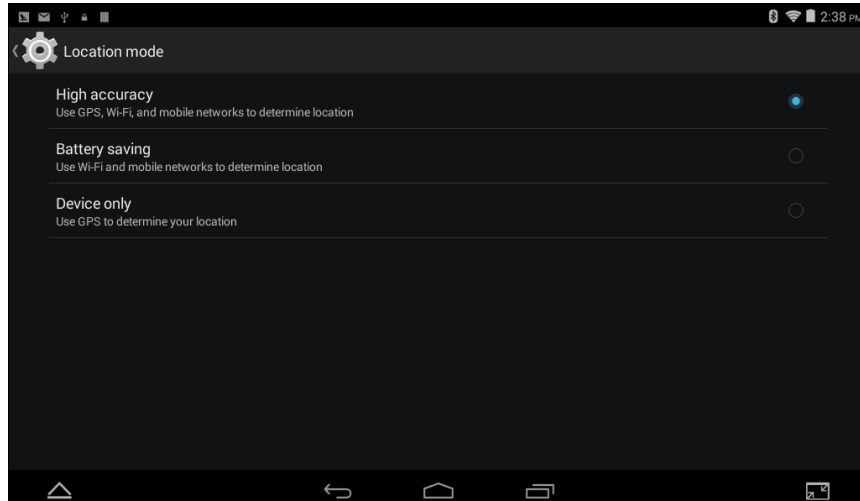 2:38 PM
Location mode
High accuracy
Use GPS, Wi-Fi, and mobile networks to determine location
Battery saving
Use Wi-Fi and mobile networks to determine location
Device only
Use GPS to determine your location